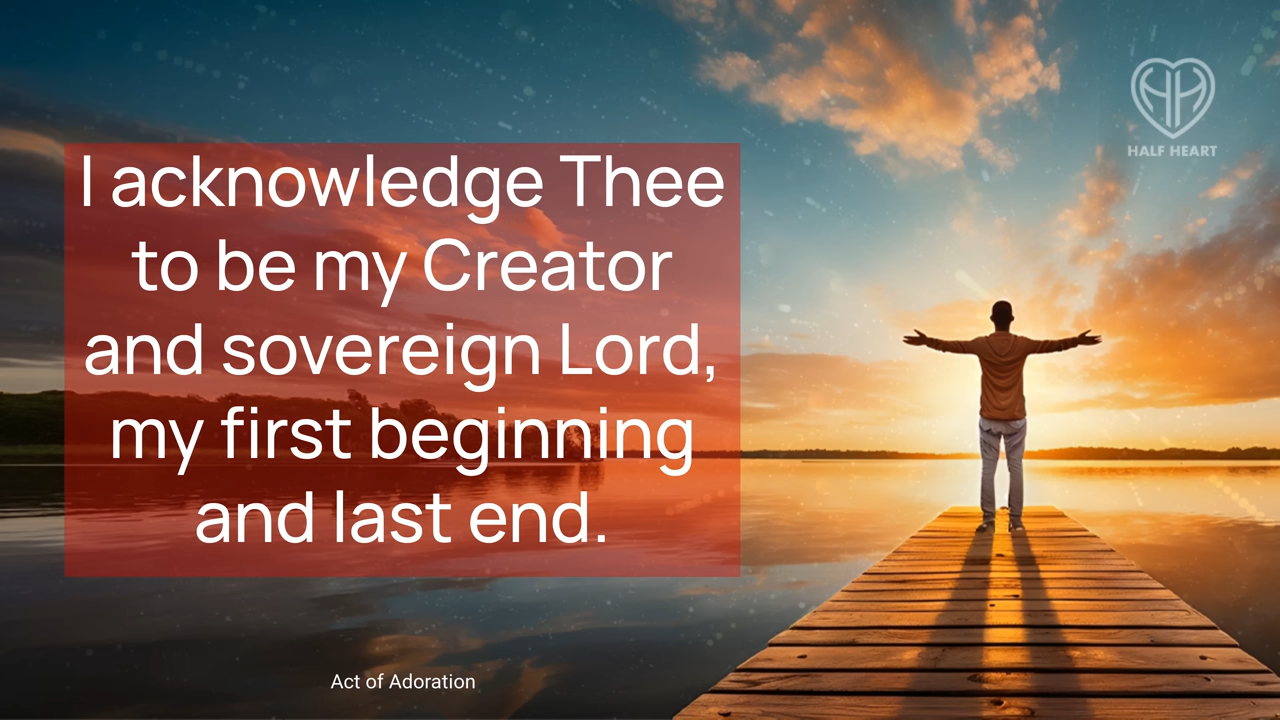 I acknowledge Thee
to be my Creator
and sovereign Lord,
my first beginning
and last end.
Act of Adoration
HALF HEART